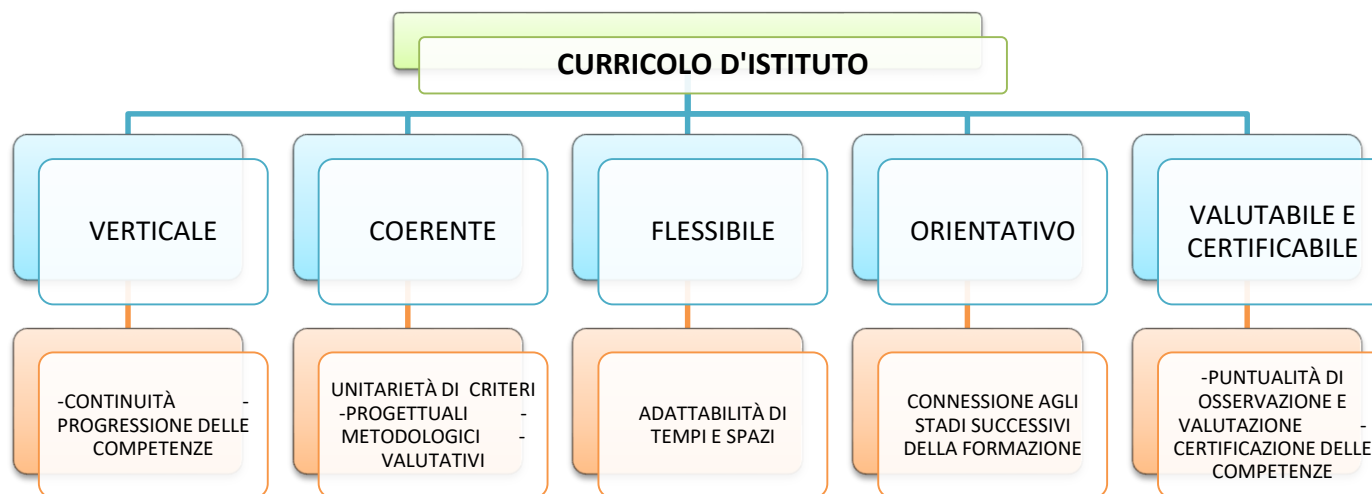 CURRICOLO D'ISTITUTO
VERTICALE
COERENTE
FLESSIBILE
ORIENTATIVO
VALUTABILE E
CERTIFICABILE
-CONTINUITÀ -
PROGRESSIONE DELLE
COMPETENZE
UNITARIETÀ DI CRITERI
-PROGETTUALI -
METODOLOGICI -
VALUTATIVI
ADATTABILITÀ DI
TEMPI E SPAZI
CONNESSIONE AGLI
STADI SUCCESSIVI
DELLA FORMAZIONE
-PUNTUALITÀ DI
OSSERVAZIONE E
VALUTAZIONE -
CERTIFICAZIONE DELLE
COMPETENZE